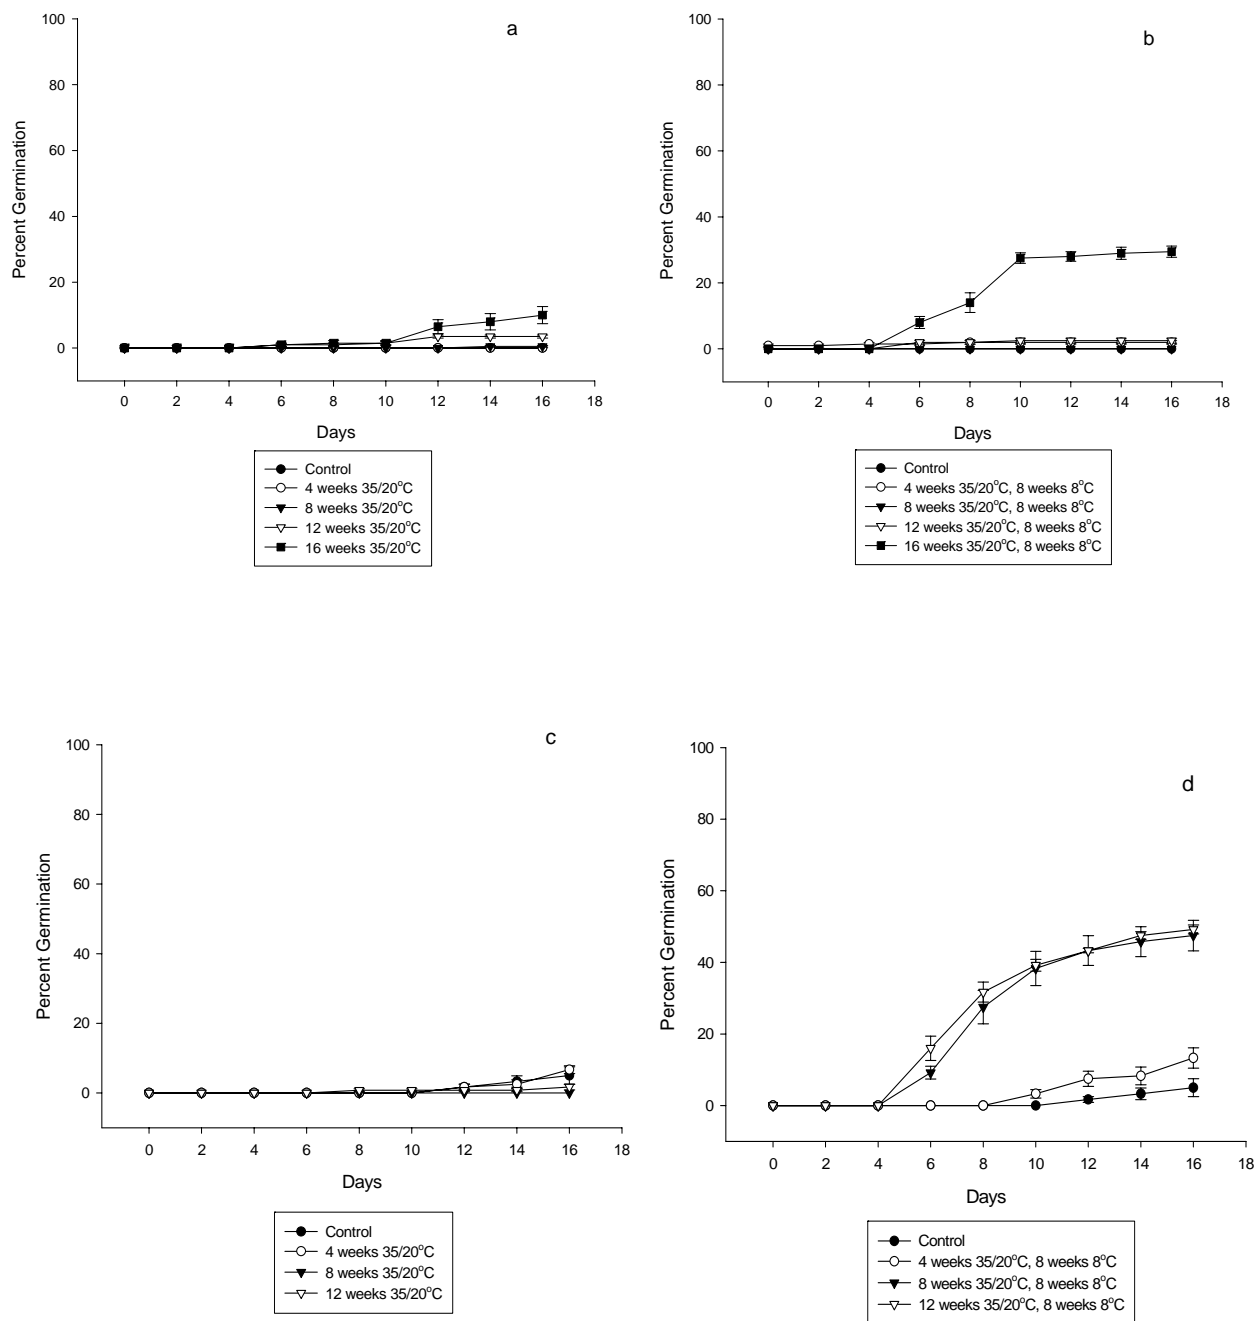 a
100
80
60
40
20
0
Percent Germination
0 2 4 6 8 10 12 14 16 18
Days
Control
4 weeks 35/20°C
8 weeks 35/20°C
12 weeks 35/20°C
16 weeks 35/20°C
b
100
80
60
40
20
0
Percent Germination
0 2 4 6 8 10 12 14 16 18
Days
Control
4 weeks 35/20°C, 8 weeks 8°C
8 weeks 35/20°C, 8 weeks 8°C
12 weeks 35/20°C, 8 weeks 8°C
16 weeks 35/20°C, 8 weeks 8°C
c
100
80
60
40
20
0
Percent Germination
0 2 4 6 8 10 12 14 16 18
Days
Control
4 weeks 35/20°C
8 weeks 35/20°C
12 weeks 35/20°C
d
100
80
60
40
20
0
Percent Germination
0 2 4 6 8 10 12 14 16 18
Days
Control
4 weeks 35/20°C, 8 weeks 8°C
8 weeks 35/20°C, 8 weeks 8°C
12 weeks 35/20°C, 8 weeks 8°C